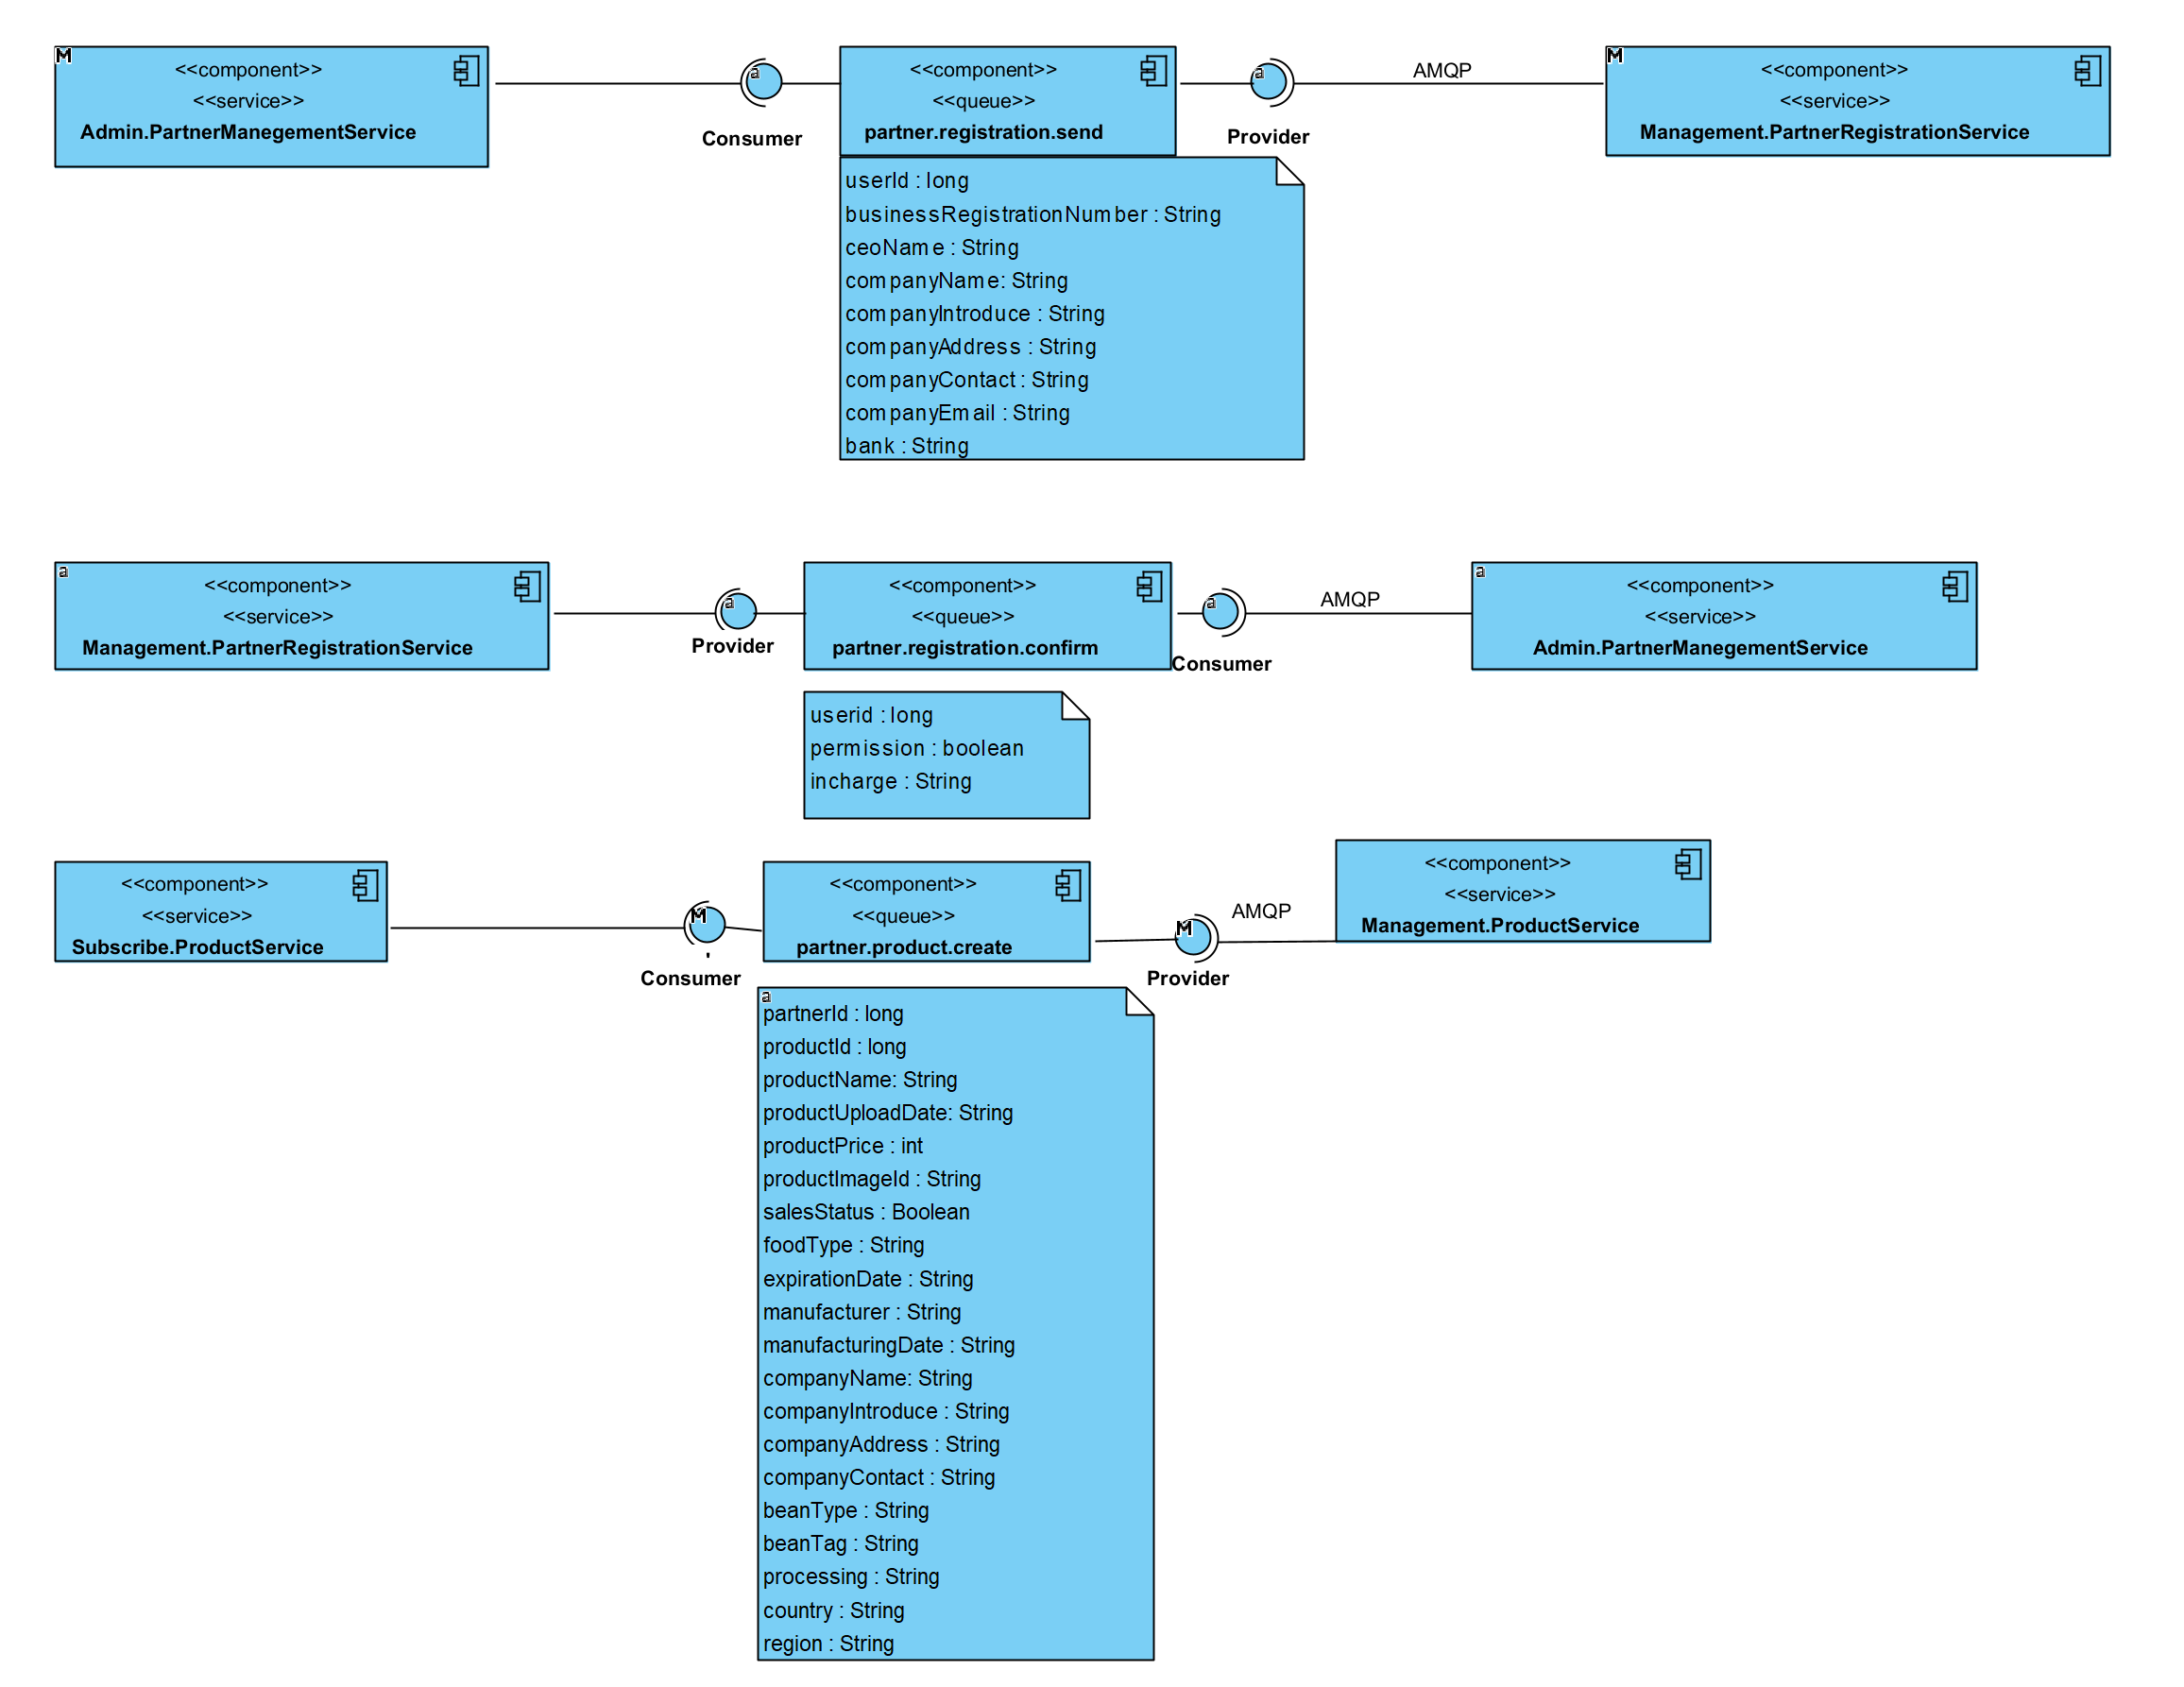 M
<<component>>
<<service>>
Admin.PartnerManegementService
a
Consumer
<<component>>
<<queue>>
partner.registration.send
a
Provider
AMQP
M
<<component>>
<<service>>
Management.PartnerRegistrationService
userId : long
businessRegistrationNumber : String
ceoName : String
companyName: String
companyIntroduce : String
companyAddress : String
companyContact : String
companyEmail : String
bank : String
a
<<component>>
<<service>>
Management.PartnerRegistrationService
a
Provider
<<component>>
<<queue>>
partner.registration.confirm
a
Consumer
AMQP
a
<<component>>
<<service>>
Admin.PartnerManegementService
userid : long
permission : boolean
incharge : String
<<component>>
<<service>>
Subscribe.ProductService
M
'
Consumer
<<component>>
<<queue>>
partner.product.create
M
Provider
AMQP
<<component>>
<<service>>
Management.ProductService
a
partnerId : long
productId : long
productName: String
productUploadDate: String
productPrice : int
productImageId : String
salesStatus : Boolean
foodType : String
expirationDate : String
manufacturer : String
manufacturingDate : String
companyName: String
companyIntroduce : String
companyAddress : String
companyContact : String
beanType : String
beanTag : String
processing : String
country : String
region : String